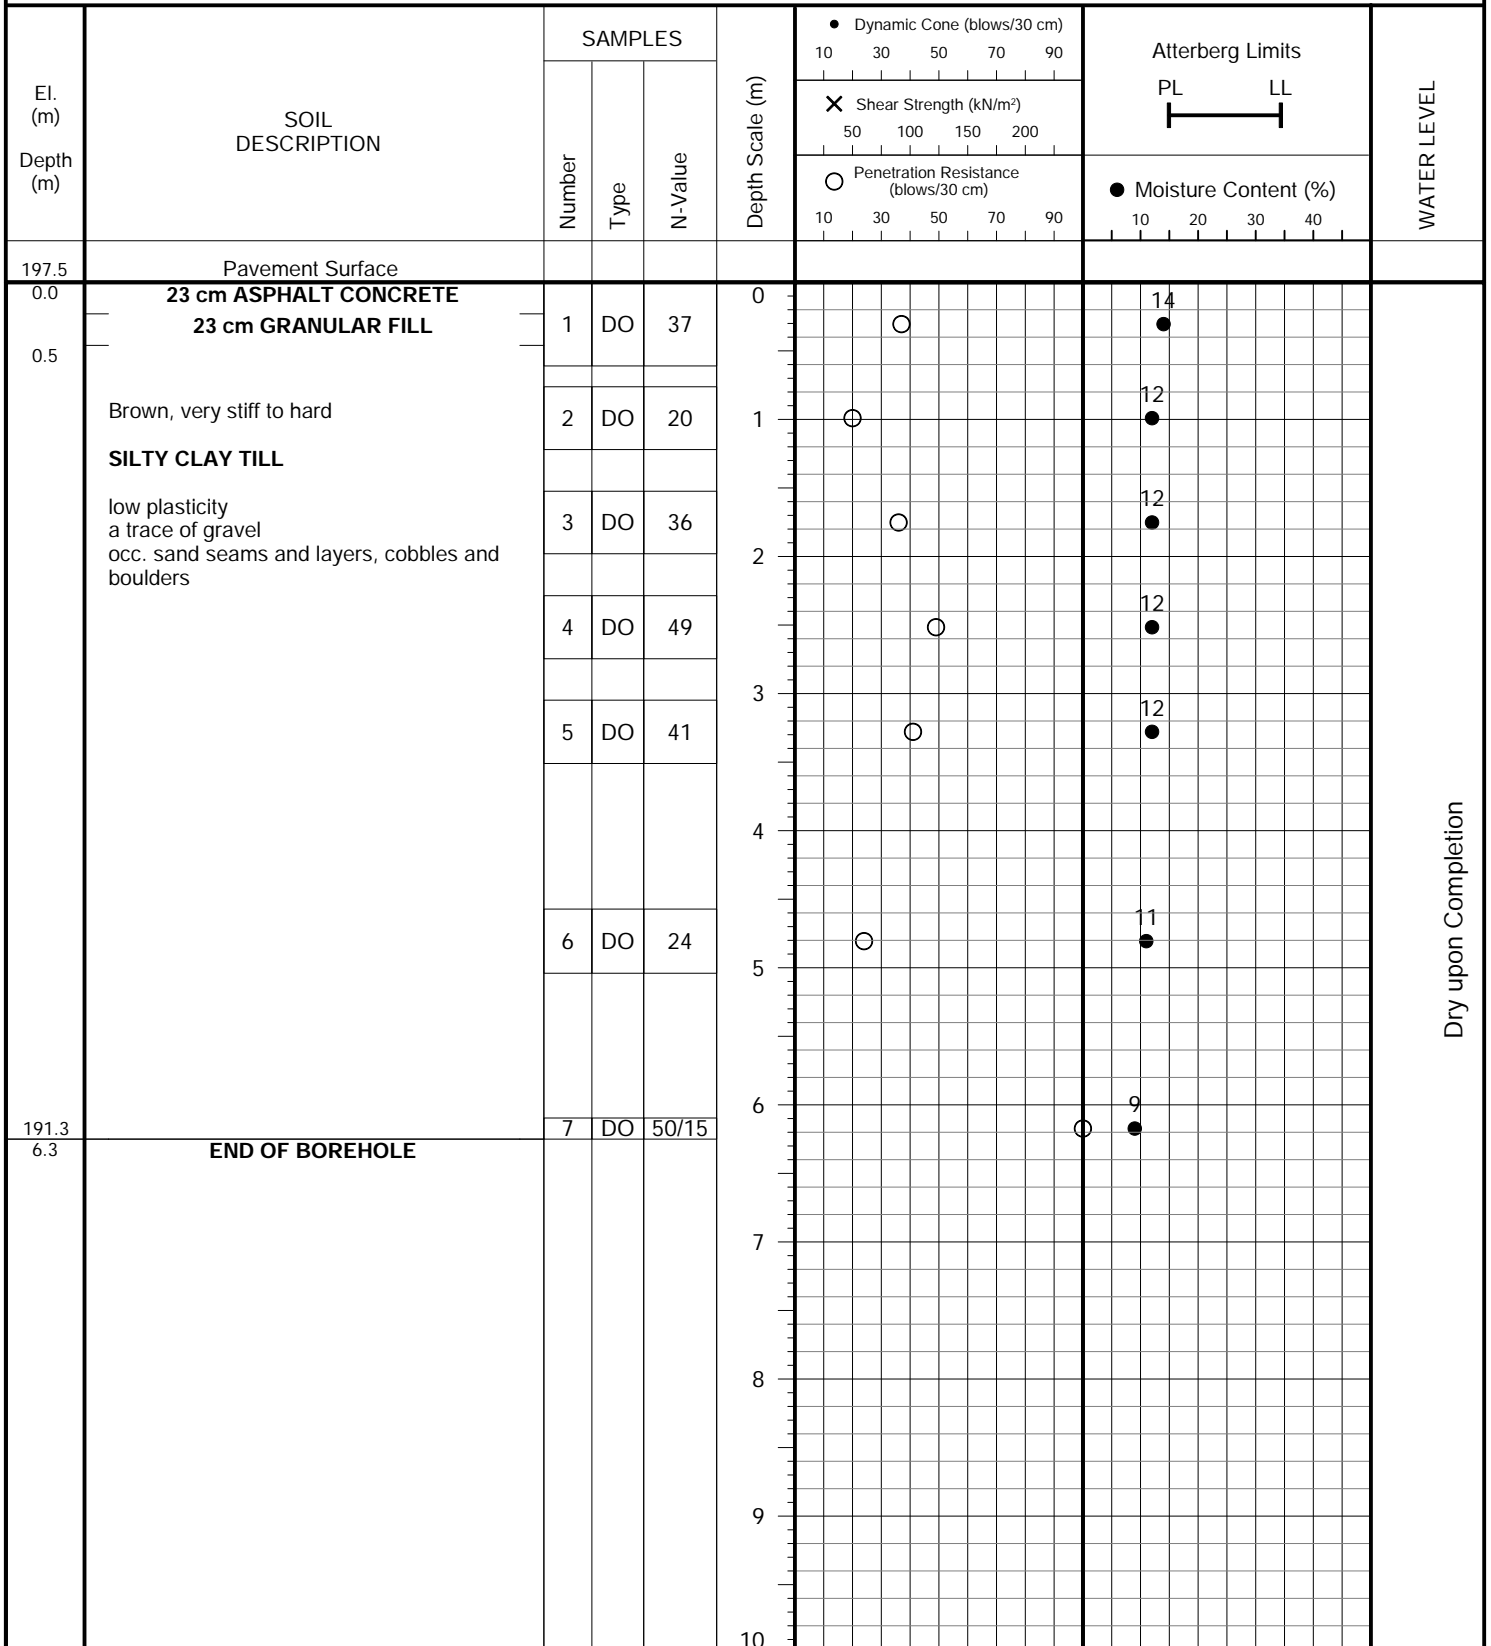 El.
(m)
Depth
(m)
SOIL
DESCRIPTION
SAMPLES
Number
Type
N-Value
Depth Scale (m)
● Dynamic Cone (blows/30 cm)
10 30 50 70 90
✕ Shear Strength (kN/m²)
50 100 150 200
○ Penetration Resistance
(blows/30 cm)
10 30 50 70 90
Atterberg Limits
PL LL
● Moisture Content (%)
10 20 30 40
WATER LEVEL
197.5 Pavement Surface
0.0 23 cm ASPHALT CONCRETE 0
14
23 cm GRANULAR FILL 1 DO 37
0.5
12
Brown, very stiff to hard 2 DO 20 1
SILTY CLAY TILL
12
low plasticity
a trace of gravel 3 DO 36
occ. sand seams and layers, cobbles and 2
boulders
12
4 DO 49
3
12
5 DO 41
4
11
6 DO 24
5
Dry upon Completion
6
9
191.3 7 DO 50/15
6.3 END OF BOREHOLE
7
8
9
10